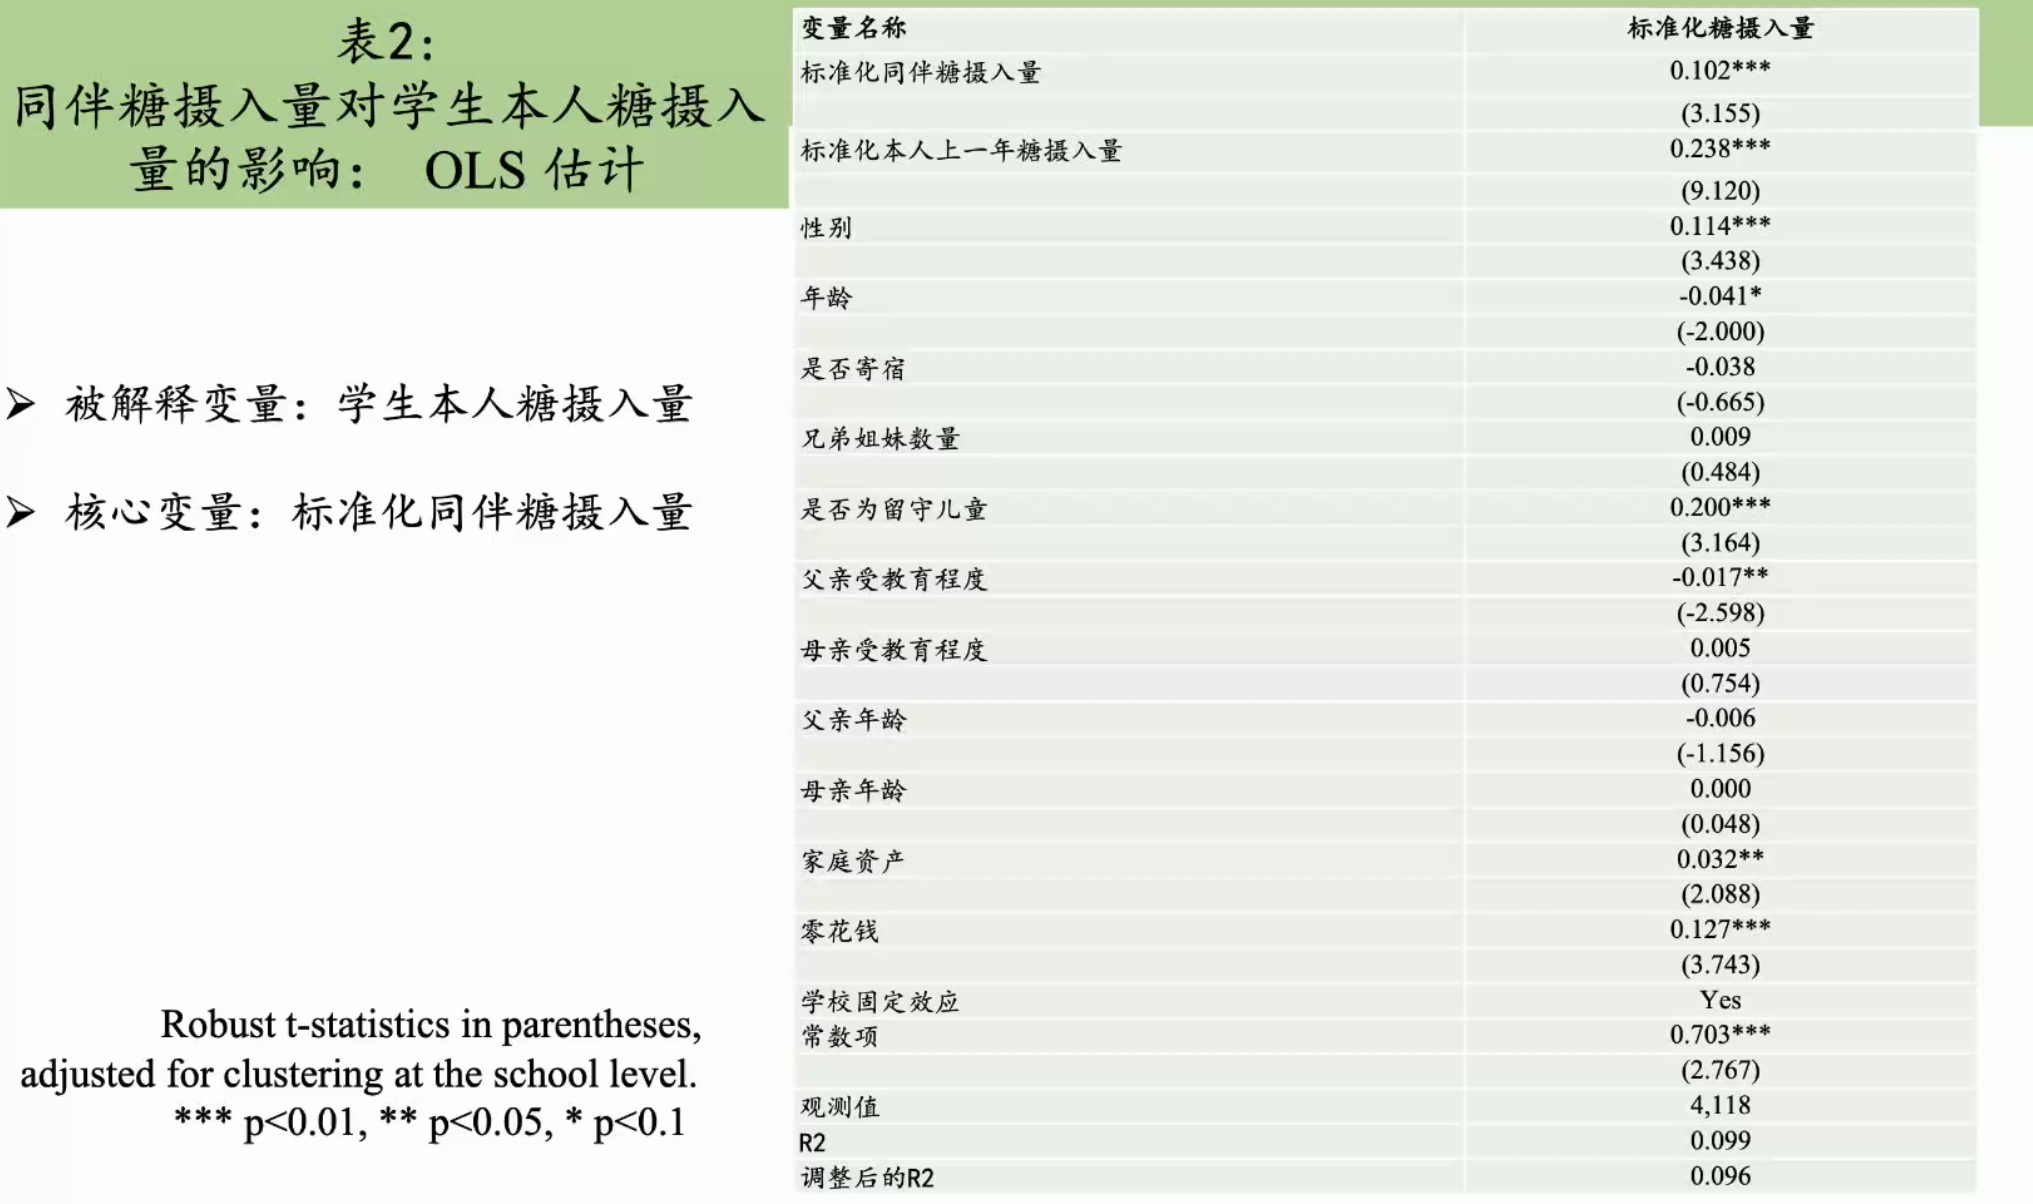 表2：
同伴糖摄入量对学生本人糖摄入
量的影响： OLS 估计
➢ 被解释变量：学生本人糖摄入量
➢ 核心变量：标准化同伴糖摄入量
Robust t-statistics in parentheses,
adjusted for clustering at the school level.
*** p<0.01, ** p<0.05, * p<0.1
变量名称 标准化糖摄入量
标准化同伴糖摄入量 0.102***
(3.155)
标准化本人上一年糖摄入量 0.238***
(9.120)
性别 0.114***
(3.438)
年龄 -0.041*
(-2.000)
是否寄宿 -0.038
(-0.665)
兄弟姐妹数量 0.009
(0.484)
是否为留守儿童 0.200***
(3.164)
父亲受教育程度 -0.017**
(-2.598)
母亲受教育程度 0.005
(0.754)
父亲年龄 -0.006
(-1.156)
母亲年龄 0.000
(0.048)
家庭资产 0.032**
(2.088)
零花钱 0.127***
(3.743)
学校固定效应 Yes
常数项 0.703***
(2.767)
观测值 4,118
R2 0.099
调整后的R2 0.096